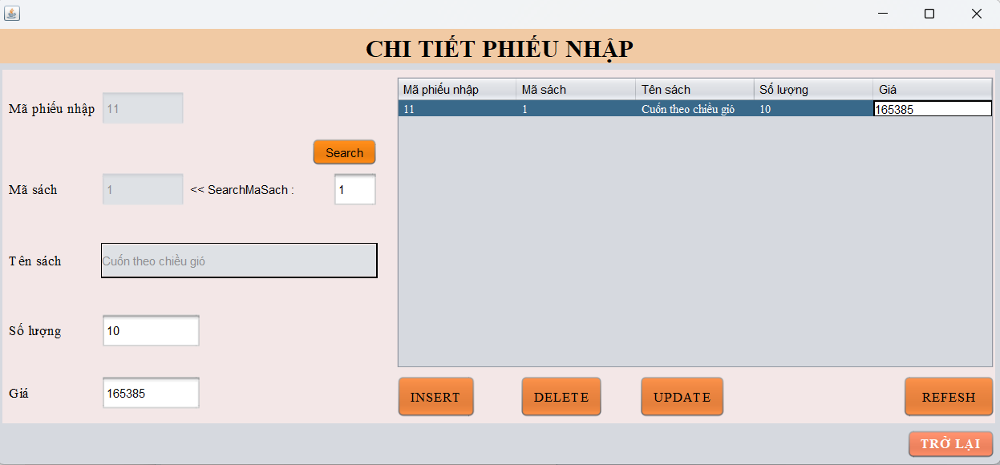 CHI TIẾT PHIẾU NHẬP
Mã phiếu nhập 11
Search
Mã sách 1 << SearchMaSach : 1
Tên sách Cuốn theo chiều gió
Số lượng 10
Giá 165385
Mã phiếu nhập Mã sách Tên sách Số lượng Giá
11 1 Cuốn theo chiều gió 10 165385
INSERT DELETE UPDATE REFESH
TRỞ LẠI